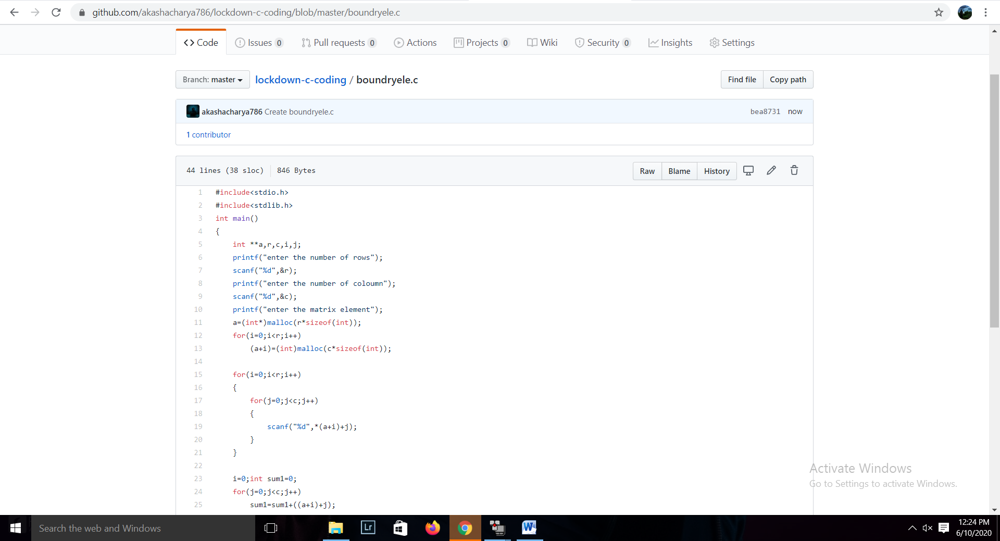 github.com/akashacharya786/lockdown-c-coding/blob/master/boundryele.c
Code Issues 0 Pull requests 0 Actions Projects 0 Wiki Security 0 Insights Settings
Branch: master lockdown-c-coding / boundryele.c Find file Copy path
akashacharya786 Create boundryele.c bea8731 now
1 contributor
44 lines (38 sloc) 846 Bytes Raw Blame History
1 #include<stdio.h>
2 #include<stdlib.h>
3 int main()
4 {
5 int **a,r,c,i,j;
6 printf("enter the number of rows");
7 scanf("%d",&r);
8 printf("enter the number of coloumn");
9 scanf("%d",&c);
10 printf("enter the matrix element");
11 a=(int*)malloc(r*sizeof(int));
12 for(i=0;i<r;i++)
13 (a+i)=(int)malloc(c*sizeof(int));
14
15 for(i=0;i<r;i++)
16 {
17 for(j=0;j<c;j++)
18 {
19 scanf("%d",*(a+i)+j);
20 }
21 }
22
23 i=0;int sum1=0;
24 for(j=0;j<c;j++)
25 sum1=sum1+((a+i)+j);
Activate Windows
Go to Settings to activate Windows.
Search the web and Windows
Lr
W
12:24 PM
6/10/2020